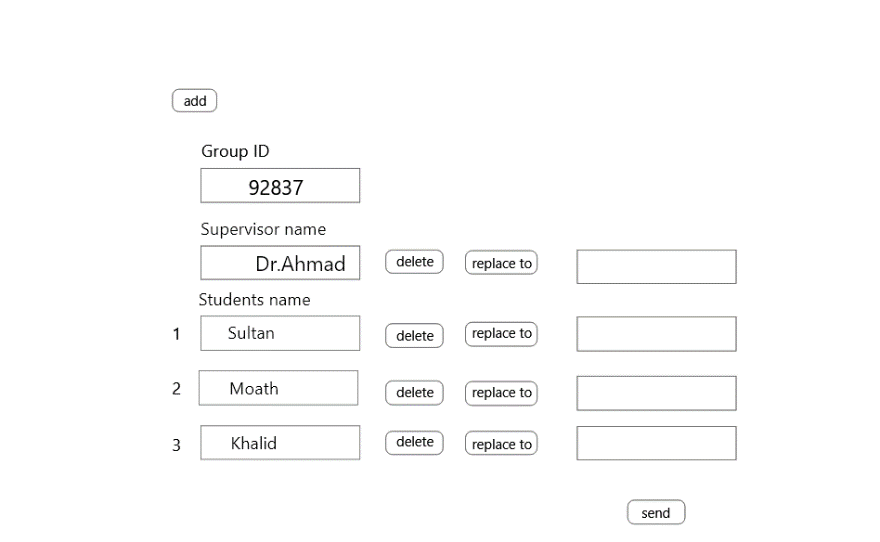 add
Group ID
92837
Supervisor name
Dr.Ahmad delete replace to
Students name
1 Sultan delete replace to
2 Moath delete replace to
3 Khalid delete replace to
send